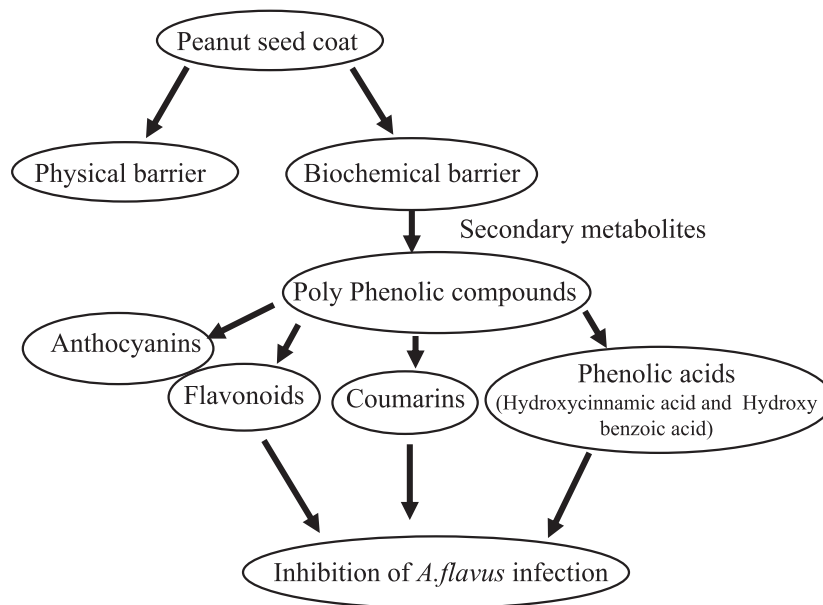 Peanut seed coat
Physical barrier
Biochemical barrier
Secondary metabolites
Poly Phenolic compounds
Anthocyanins
Flavonoids
Coumarins
Phenolic acids
(Hydroxycinnamic acid and Hydroxy
benzoic acid)
Inhibition of A.flavus infection